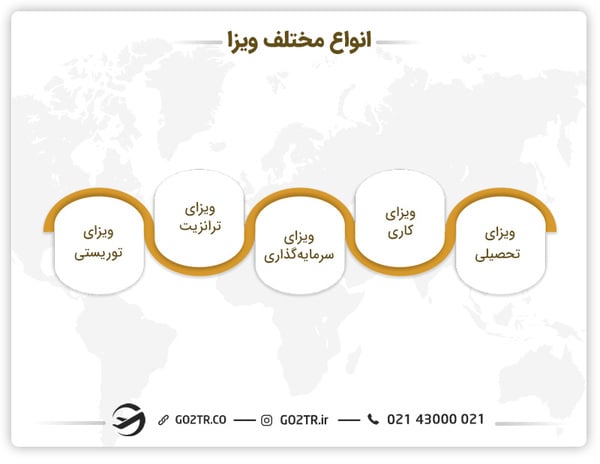 انواع مختلف ویزا
ویزای
تحصیلی
ویزای
کاری
ویزای
سرمایه‌گذاری
ویزای
ترانزیت
ویزای
توریستی
GO2TR.CO — GO2TR.ir — 021 43000 021